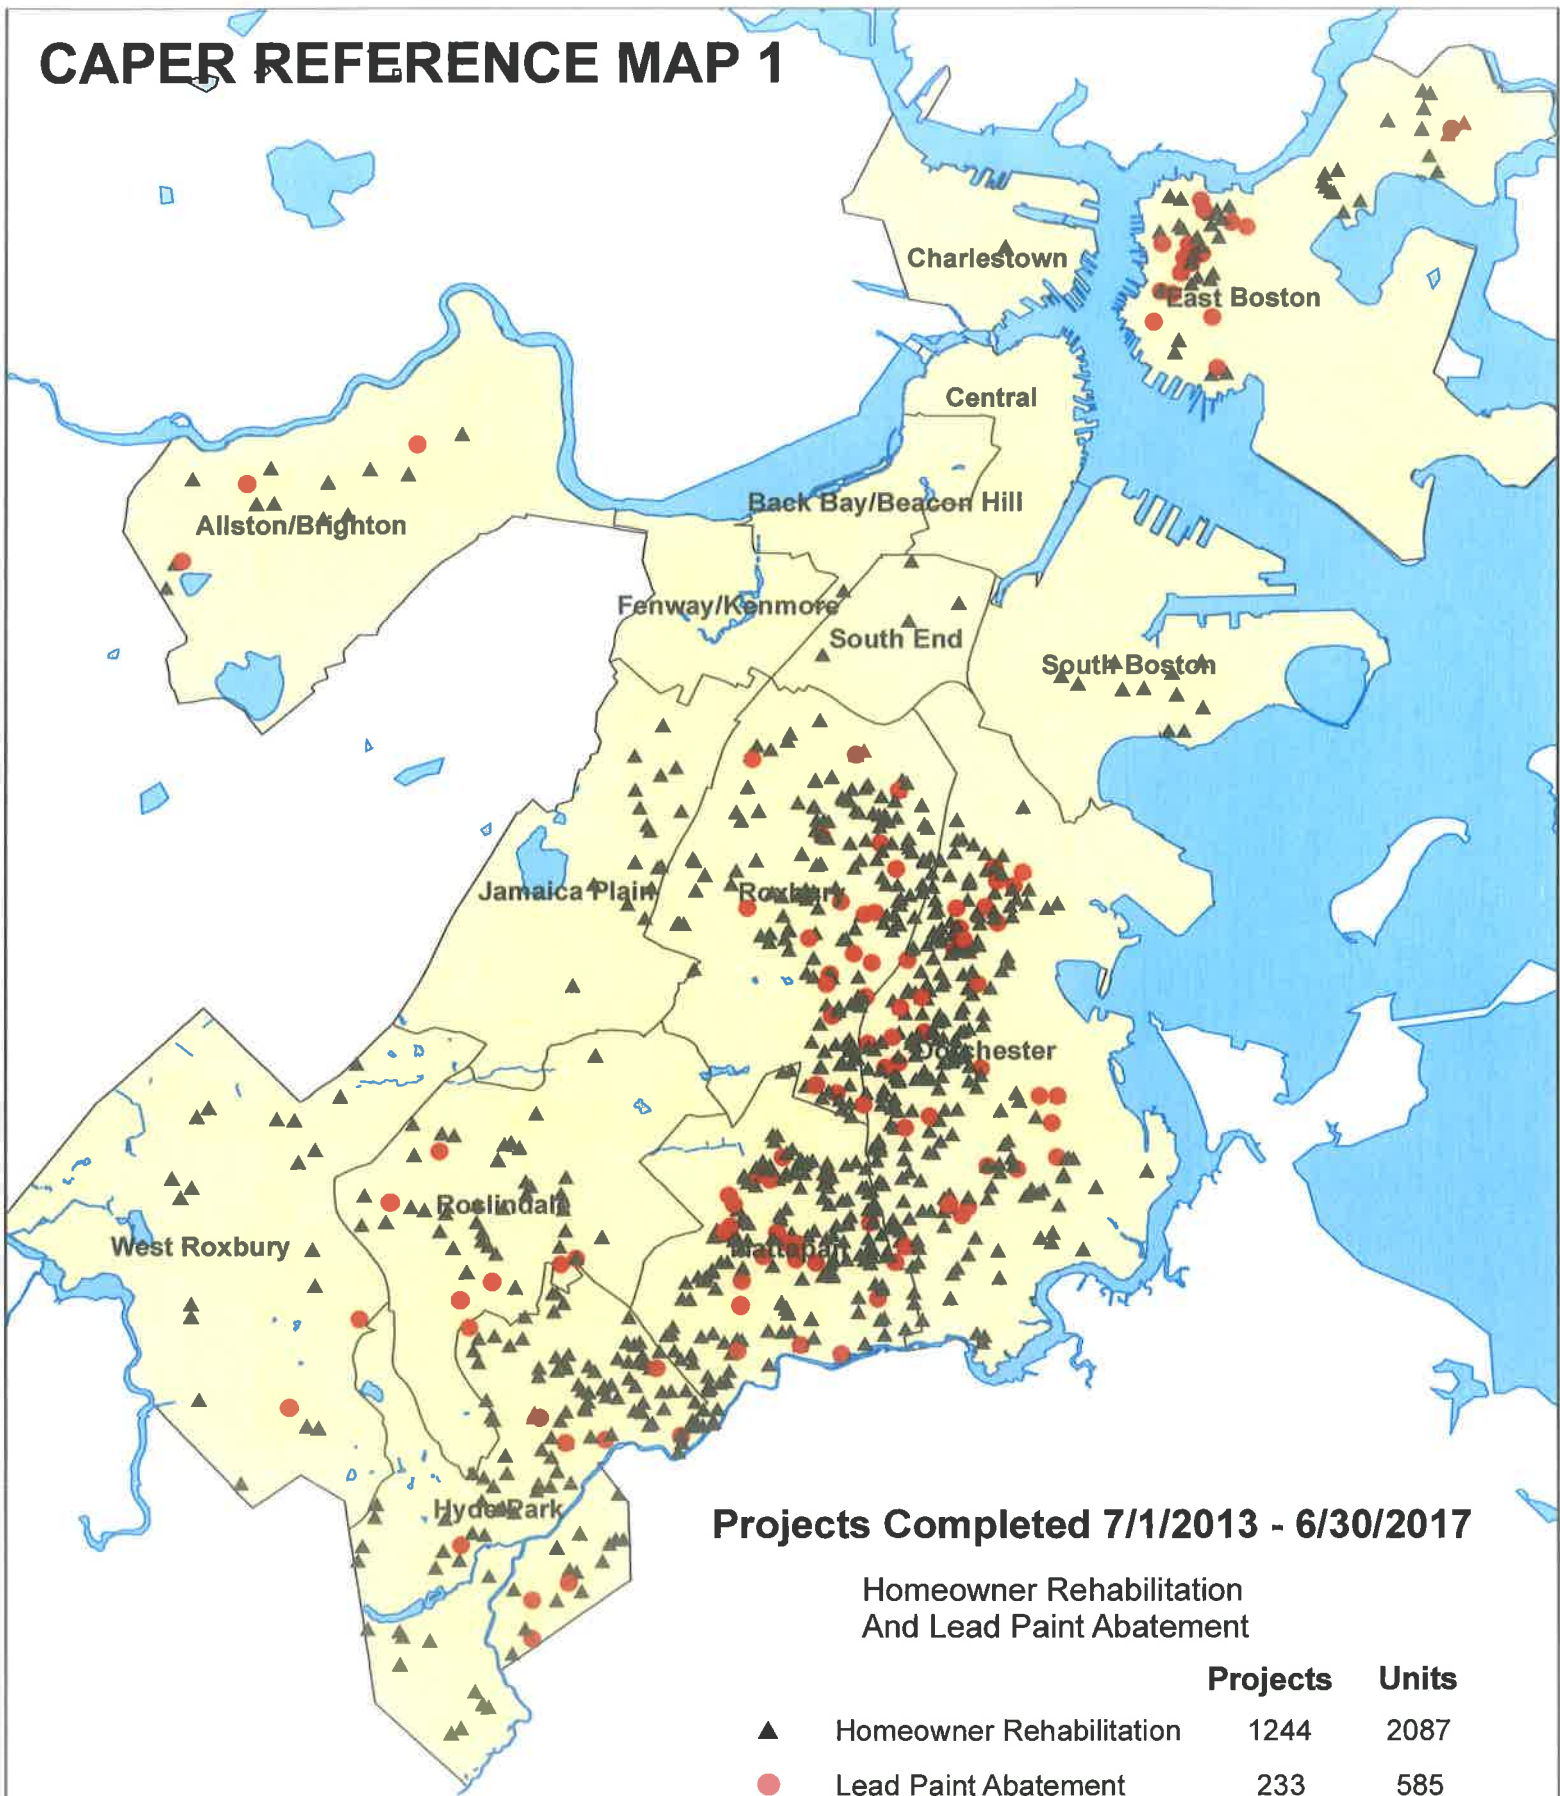 CAPER REFERENCE MAP 1
Charlestown
East Boston
Central
Back Bay/Beacon Hill
Allston/Brighton
Fenway/Kenmore
South End
South Boston
Jamaica Plain
Roxbury
Dorchester
Roslindale
West Roxbury
Mattapan
Hyde Park
Projects Completed 7/1/2013 - 6/30/2017
Homeowner Rehabilitation
And Lead Paint Abatement
Projects Units
Homeowner Rehabilitation 1244 2087
Lead Paint Abatement 233 585